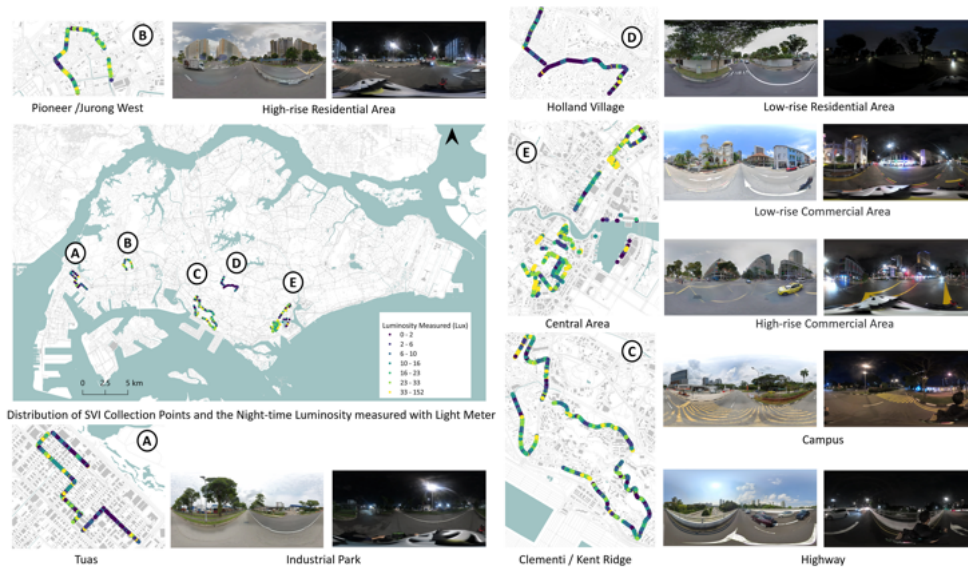 B
Pioneer /Jurong West
High-rise Residential Area
D
Holland Village
Low-rise Residential Area
A
B
C
D
E
Luminosity Measured (Lux)
0 - 2
2 - 6
6 - 10
10 - 16
16 - 23
23 - 33
33 - 152
0 2.5 5 km
Distribution of SVI Collection Points and the Night-time Luminosity measured with Light Meter
E
Central Area
Low-rise Commercial Area
High-rise Commercial Area
A
Tuas
Industrial Park
C
Clementi / Kent Ridge
Campus
Highway